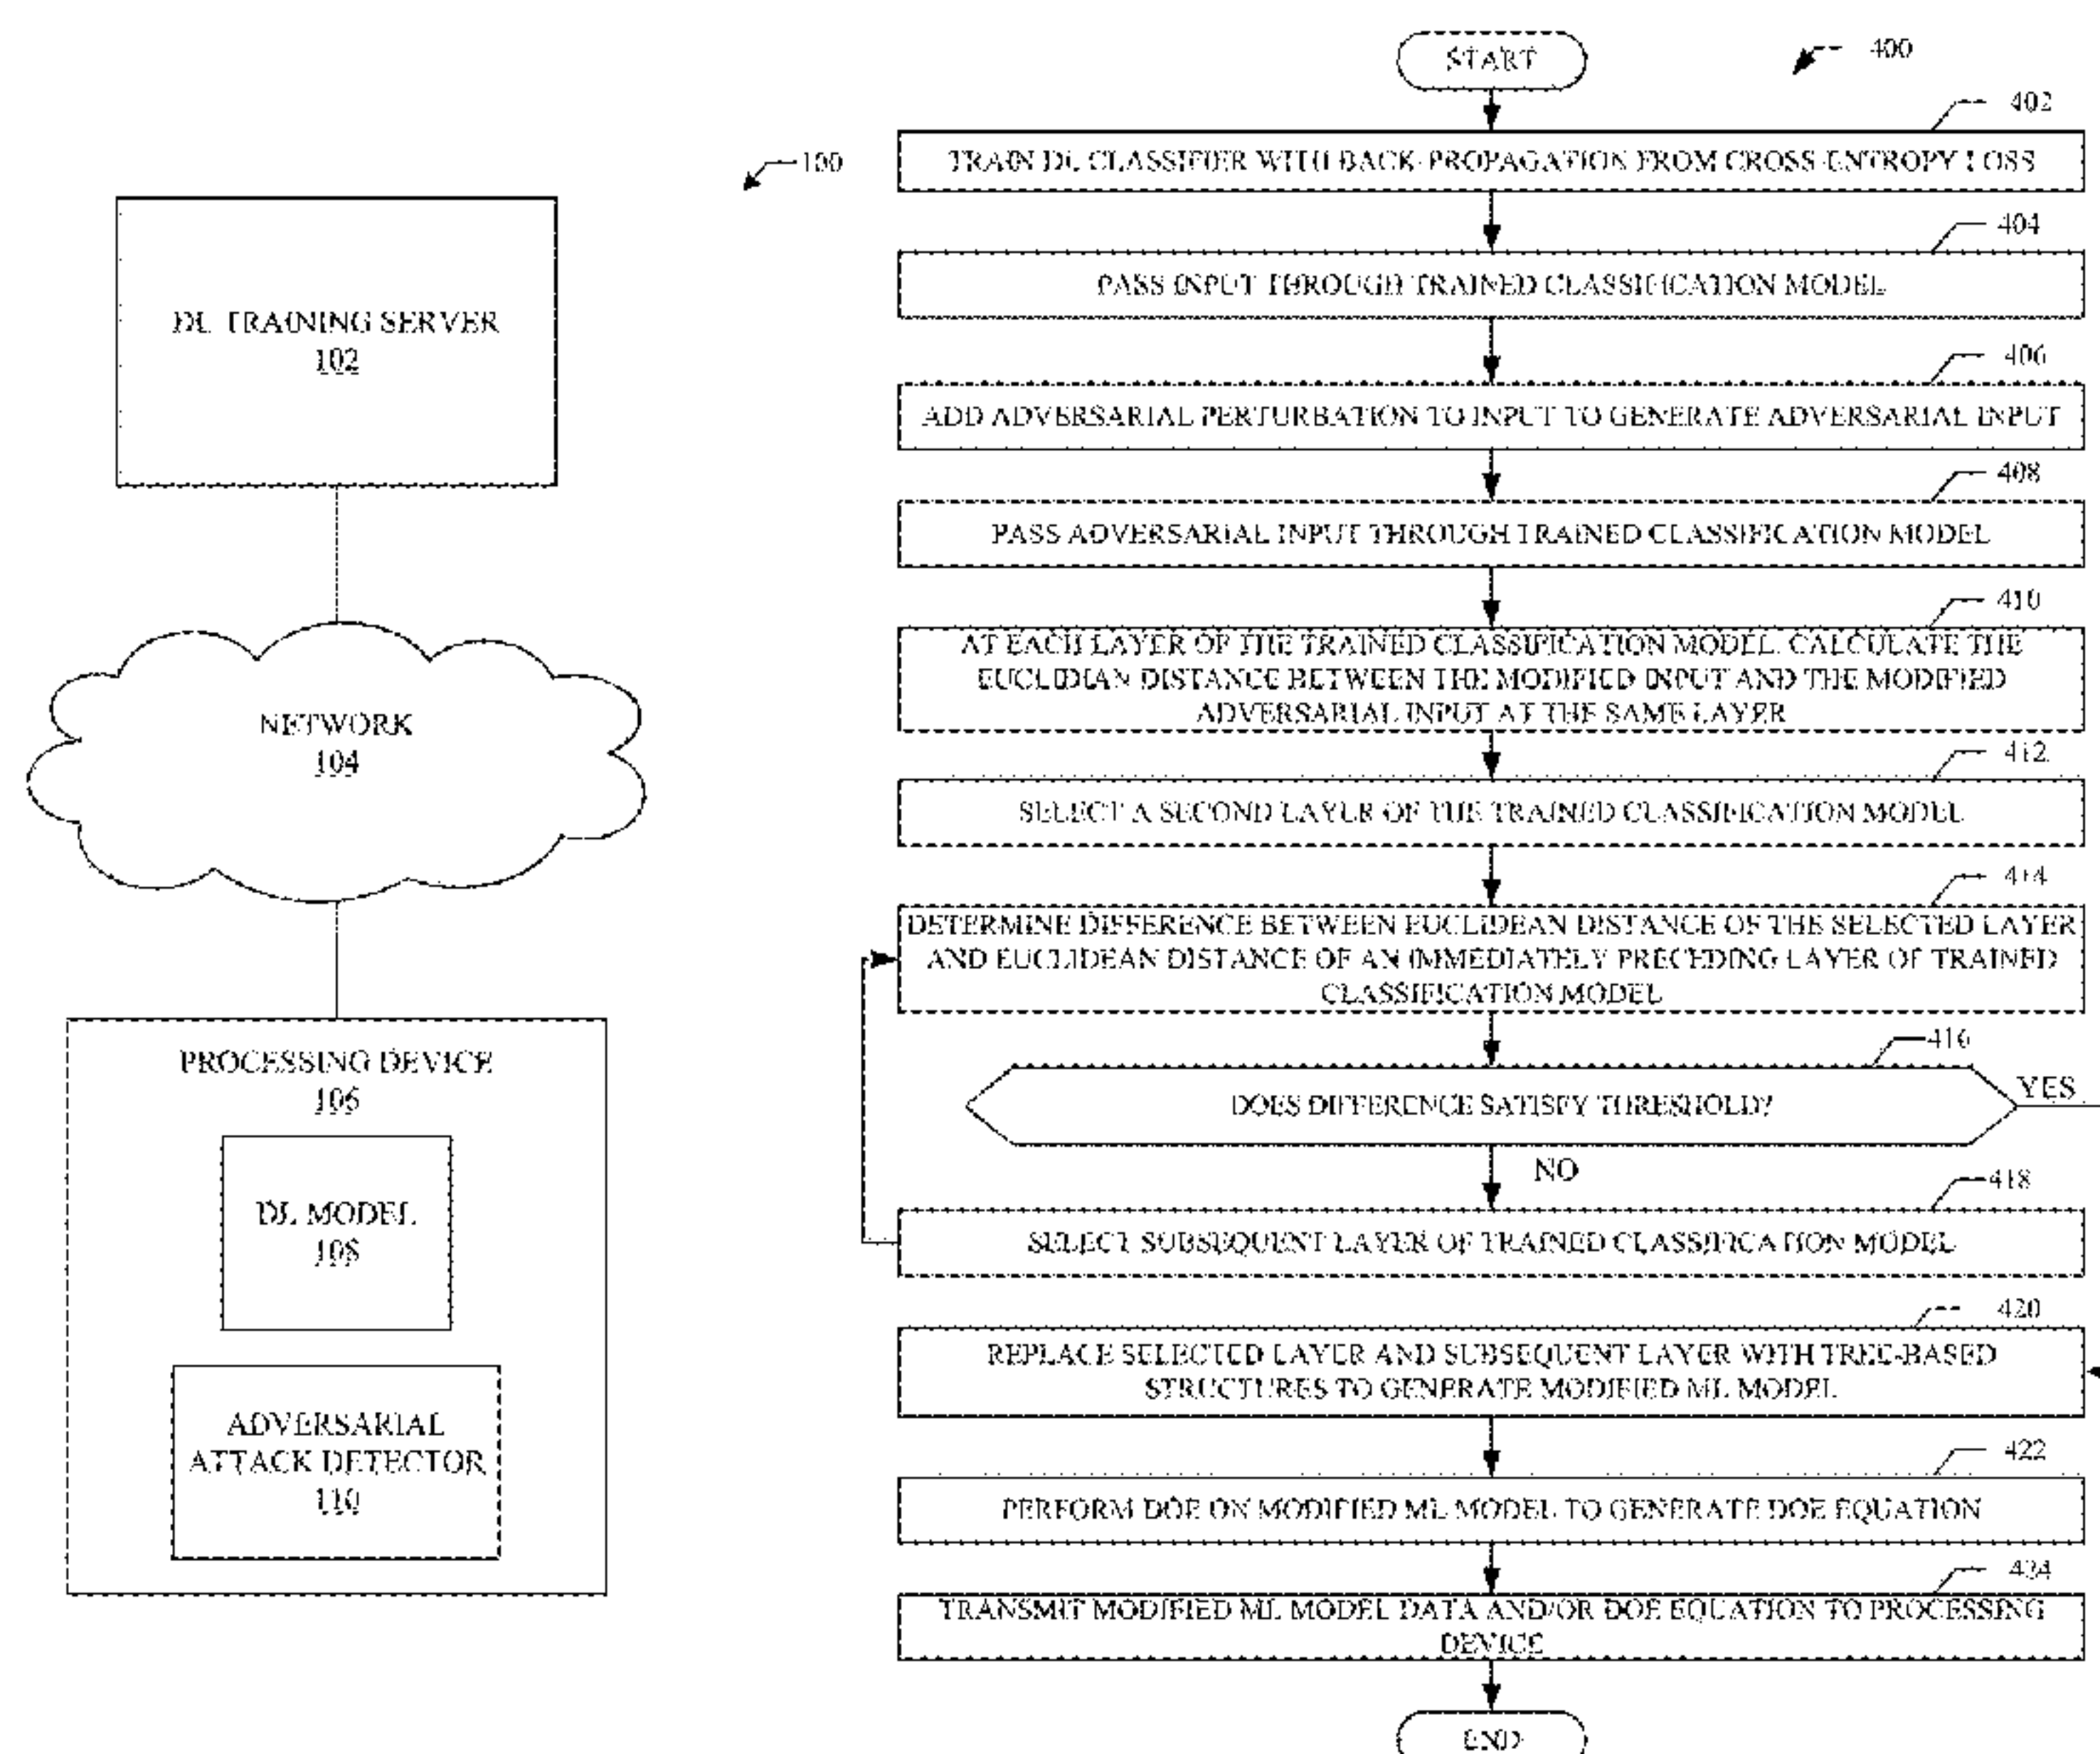 100
DL TRAINING SERVER
102
NETWORK
104
PROCESSING DEVICE
106
DL MODEL
108
ADVERSARIAL
ATTACK DETECTOR
110
START
400
402
TRAIN DL CLASSIFIER WITH BACK-PROPAGATION FROM CROSS-ENTROPY LOSS
404
PASS INPUT THROUGH TRAINED CLASSIFICATION MODEL
406
ADD ADVERSARIAL PERTURBATION TO INPUT TO GENERATE ADVERSARIAL INPUT
408
PASS ADVERSARIAL INPUT THROUGH TRAINED CLASSIFICATION MODEL
410
AT EACH LAYER OF THE TRAINED CLASSIFICATION MODEL, CALCULATE THE
EUCLIDIAN DISTANCE BETWEEN THE MODIFIED INPUT AND THE MODIFIED
ADVERSARIAL INPUT AT THE SAME LAYER
412
SELECT A SECOND LAYER OF THE TRAINED CLASSIFICATION MODEL
414
DETERMINE DIFFERENCE BETWEEN EUCLIDEAN DISTANCE OF THE SELECTED LAYER
AND EUCLIDEAN DISTANCE OF AN IMMEDIATELY PRECEDING LAYER OF TRAINED
CLASSIFICATION MODEL
416
DOES DIFFERENCE SATISFY THRESHOLD?
YES
NO
418
SELECT SUBSEQUENT LAYER OF TRAINED CLASSIFICATION MODEL
420
REPLACE SELECTED LAYER AND SUBSEQUENT LAYER WITH TREE-BASED
STRUCTURES TO GENERATE MODIFIED ML MODEL
422
PERFORM DOE ON MODIFIED ML MODEL TO GENERATE DOE EQUATION
424
TRANSMIT MODIFIED ML MODEL DATA AND/OR DOE EQUATION TO PROCESSING
DEVICE
END